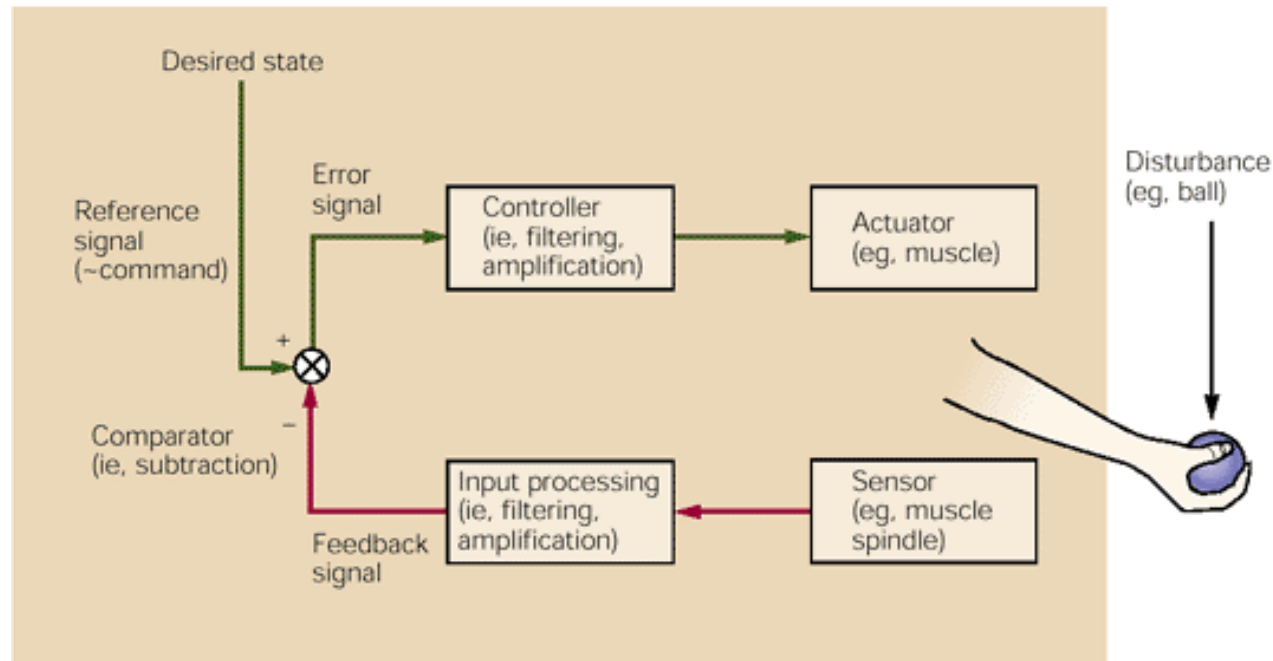 Desired state
Reference
signal
(~command)
Error
signal
Controller
(ie, filtering,
amplification)
Actuator
(eg, muscle)
Disturbance
(eg, ball)
+
−
Comparator
(ie, subtraction)
Feedback
signal
Input processing
(ie, filtering,
amplification)
Sensor
(eg, muscle
spindle)